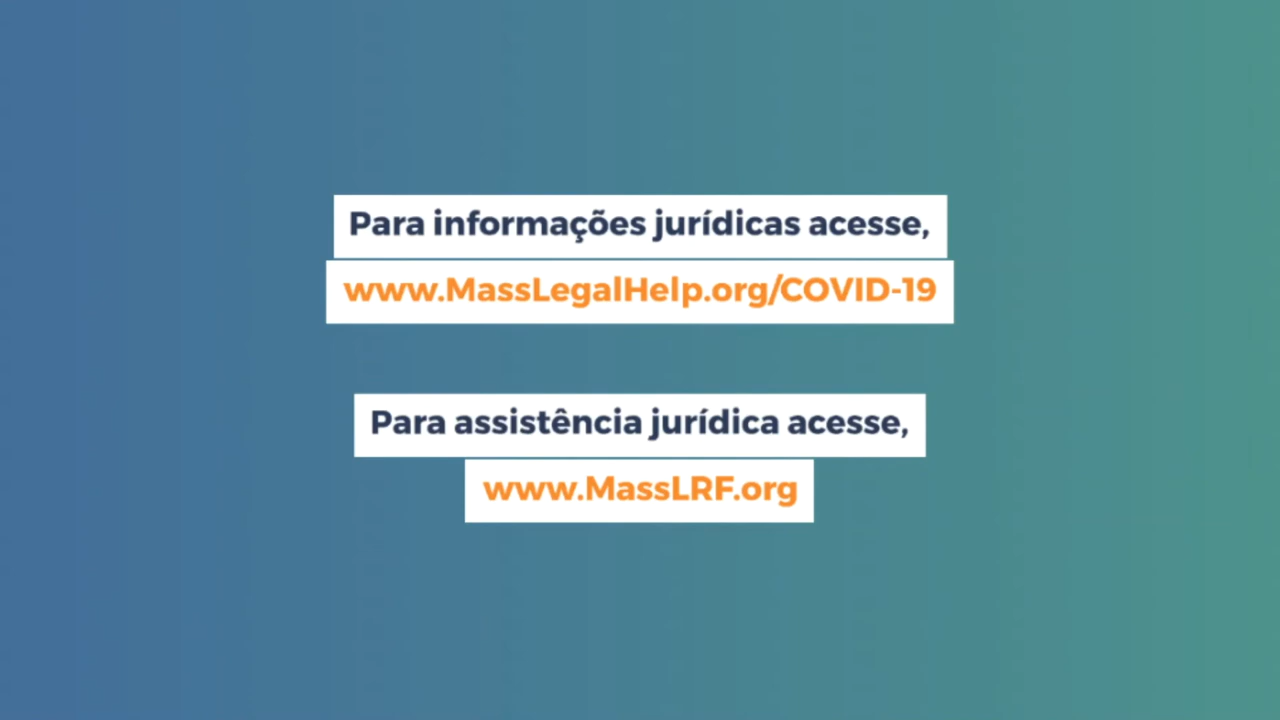 Para informações jurídicas acesse,
www.MassLegalHelp.org/COVID-19
Para assistência jurídica acesse,
www.MassLRF.org